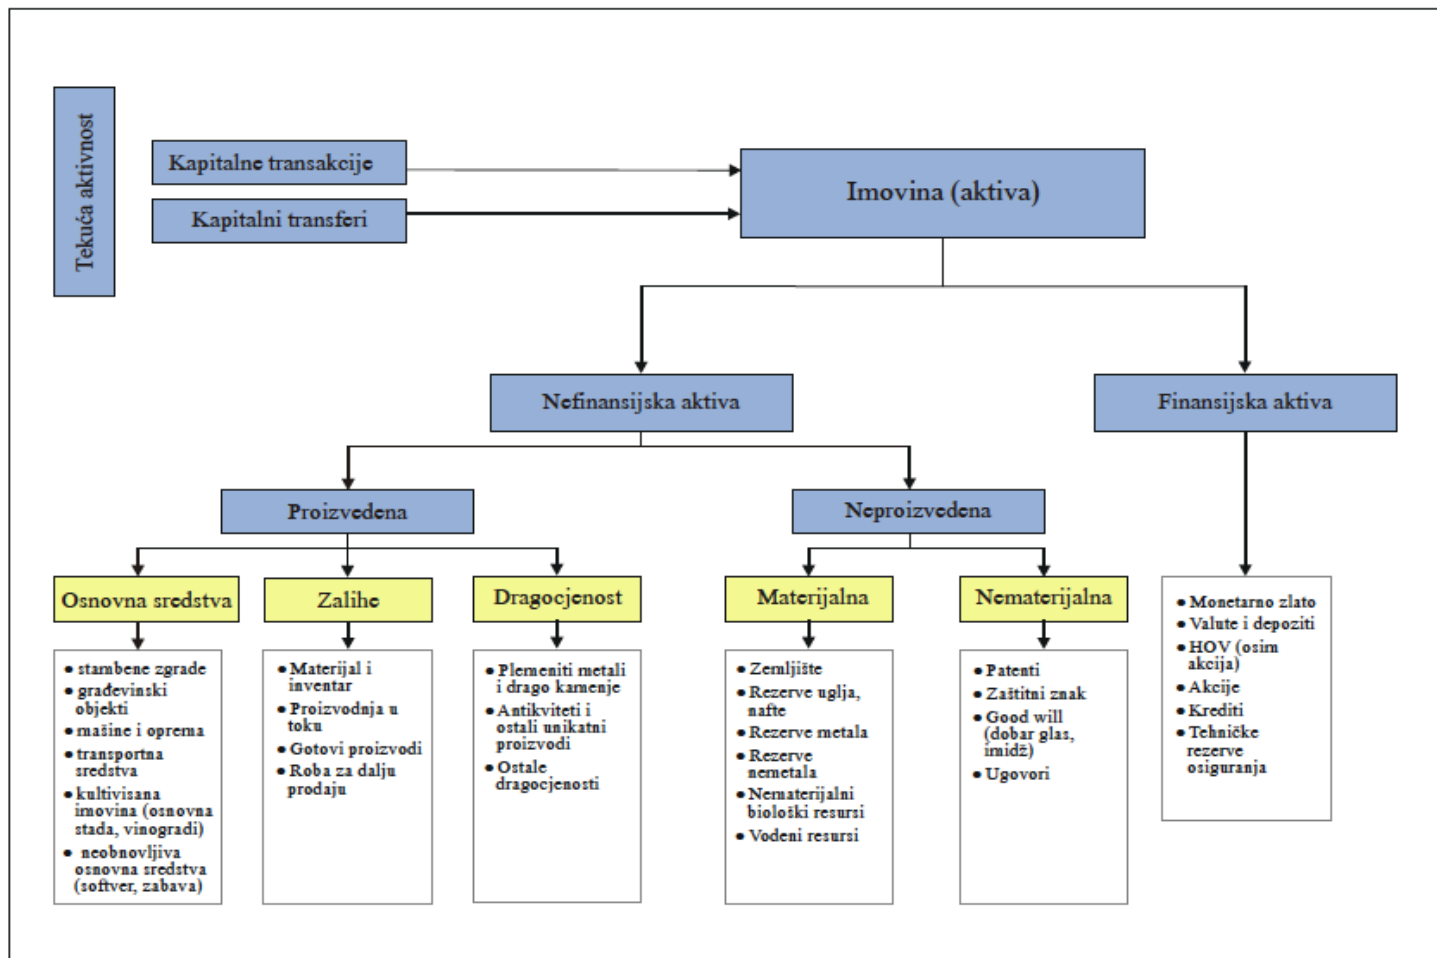 Tekuća aktivnost
Kapitalne transakcije
Kapitalni transferi
Imovina (aktiva)
Nefinansijska aktiva
Finansijska aktiva
Proizvedena
Neproizvedena
Osnovna sredstva
Zalihe
Dragocjenost
Materijalna
Nematerijalna
• stambene zgrade
• građevinski
objekti
• mašine i oprema
• transportna
sredstva
• kultivisana
imovina (osnovna
stada, vinogradi)
• neobnovljiva
osnovna sredstva
(softver, zabava)
• Materijal i
inventar
• Proizvodnja u
toku
• Gotovi proizvodi
• Roba za dalju
prodaju
• Plemeniti metali
i drago kamenje
• Antikviteti i
ostali unikatni
proizvodi
• Ostale
dragocjenosti
• Zemljište
• Rezerve uglja,
nafte
• Rezerve metala
• Rezerve
nemetala
• Nematerijalni
biološki resursi
• Vodeni resursi
• Patenti
• Zaštitni znak
• Good will
(dobar glas,
imidž)
• Ugovori
• Monetarno zlato
• Valute i depoziti
• HOV (osim
akcija)
• Akcije
• Krediti
• Tehničke
rezerve
osiguranja